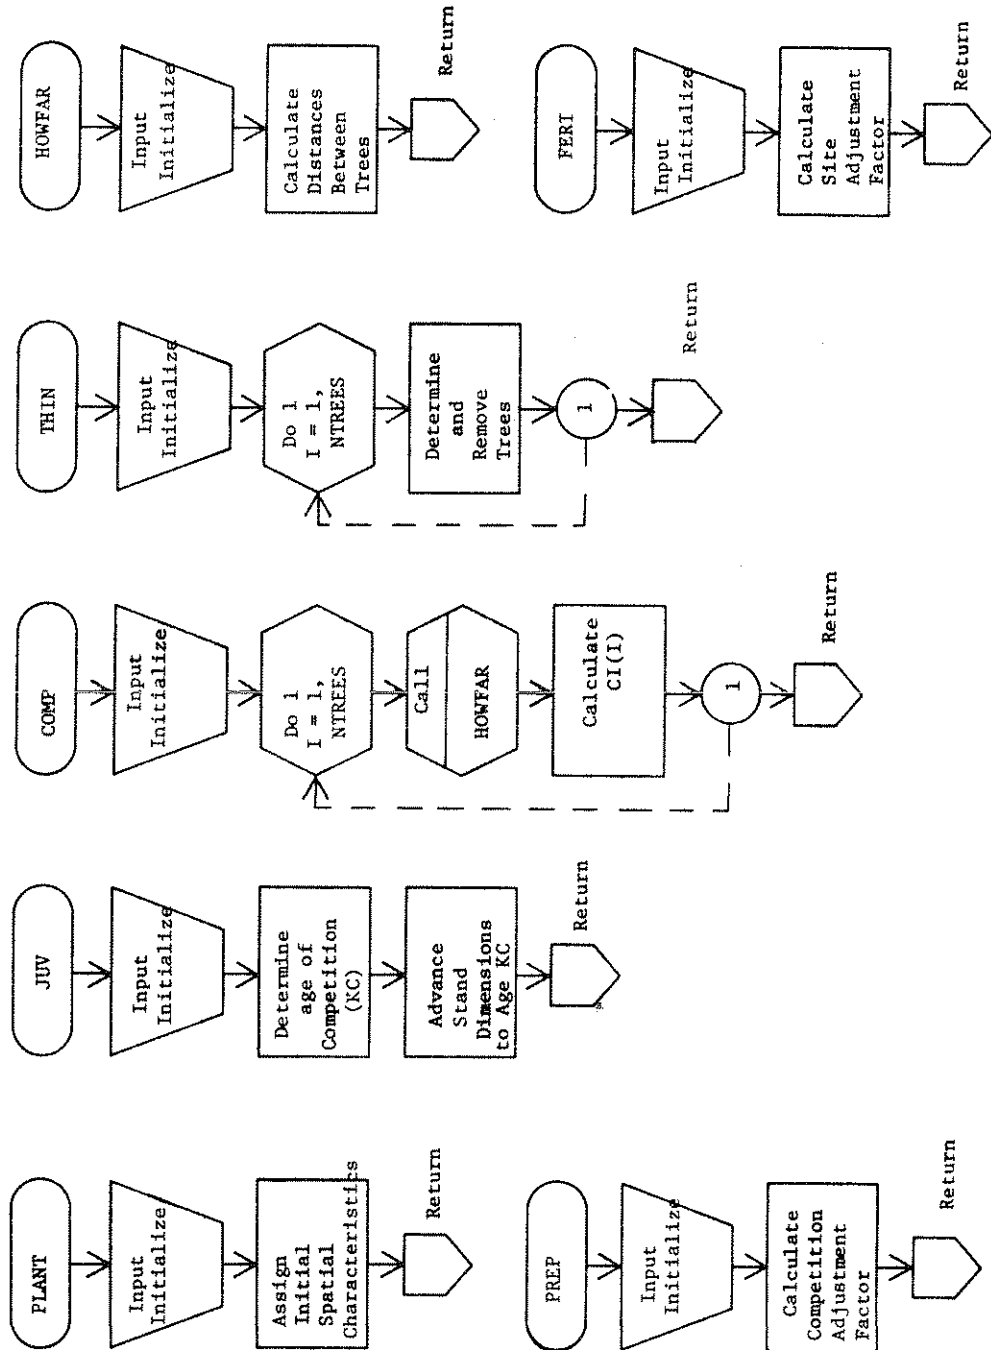 PLANT
Input
Initialize
Assign
Initial
Spatial
Characteristics
Return
JUV
Input
Initialize
Determine
age of
Competition
(KC)
Advance
Stand
Dimensions
to Age KC
Return
COMP
Input
Initialize
Do 1
I = 1,
NTREES
Call
HOWFAR
Calculate
CI(I)
1
Return
THIN
Input
Initialize
Do 1
I = 1,
NTREES
Determine
and
Remove
Trees
1
Return
HOWFAR
Input
Initialize
Calculate
Distances
Between
Trees
Return
PREP
Input
Initialize
Calculate
Competition
Adjustment
Factor
Return
FERT
Input
Initialize
Calculate
Site
Adjustment
Factor
Return